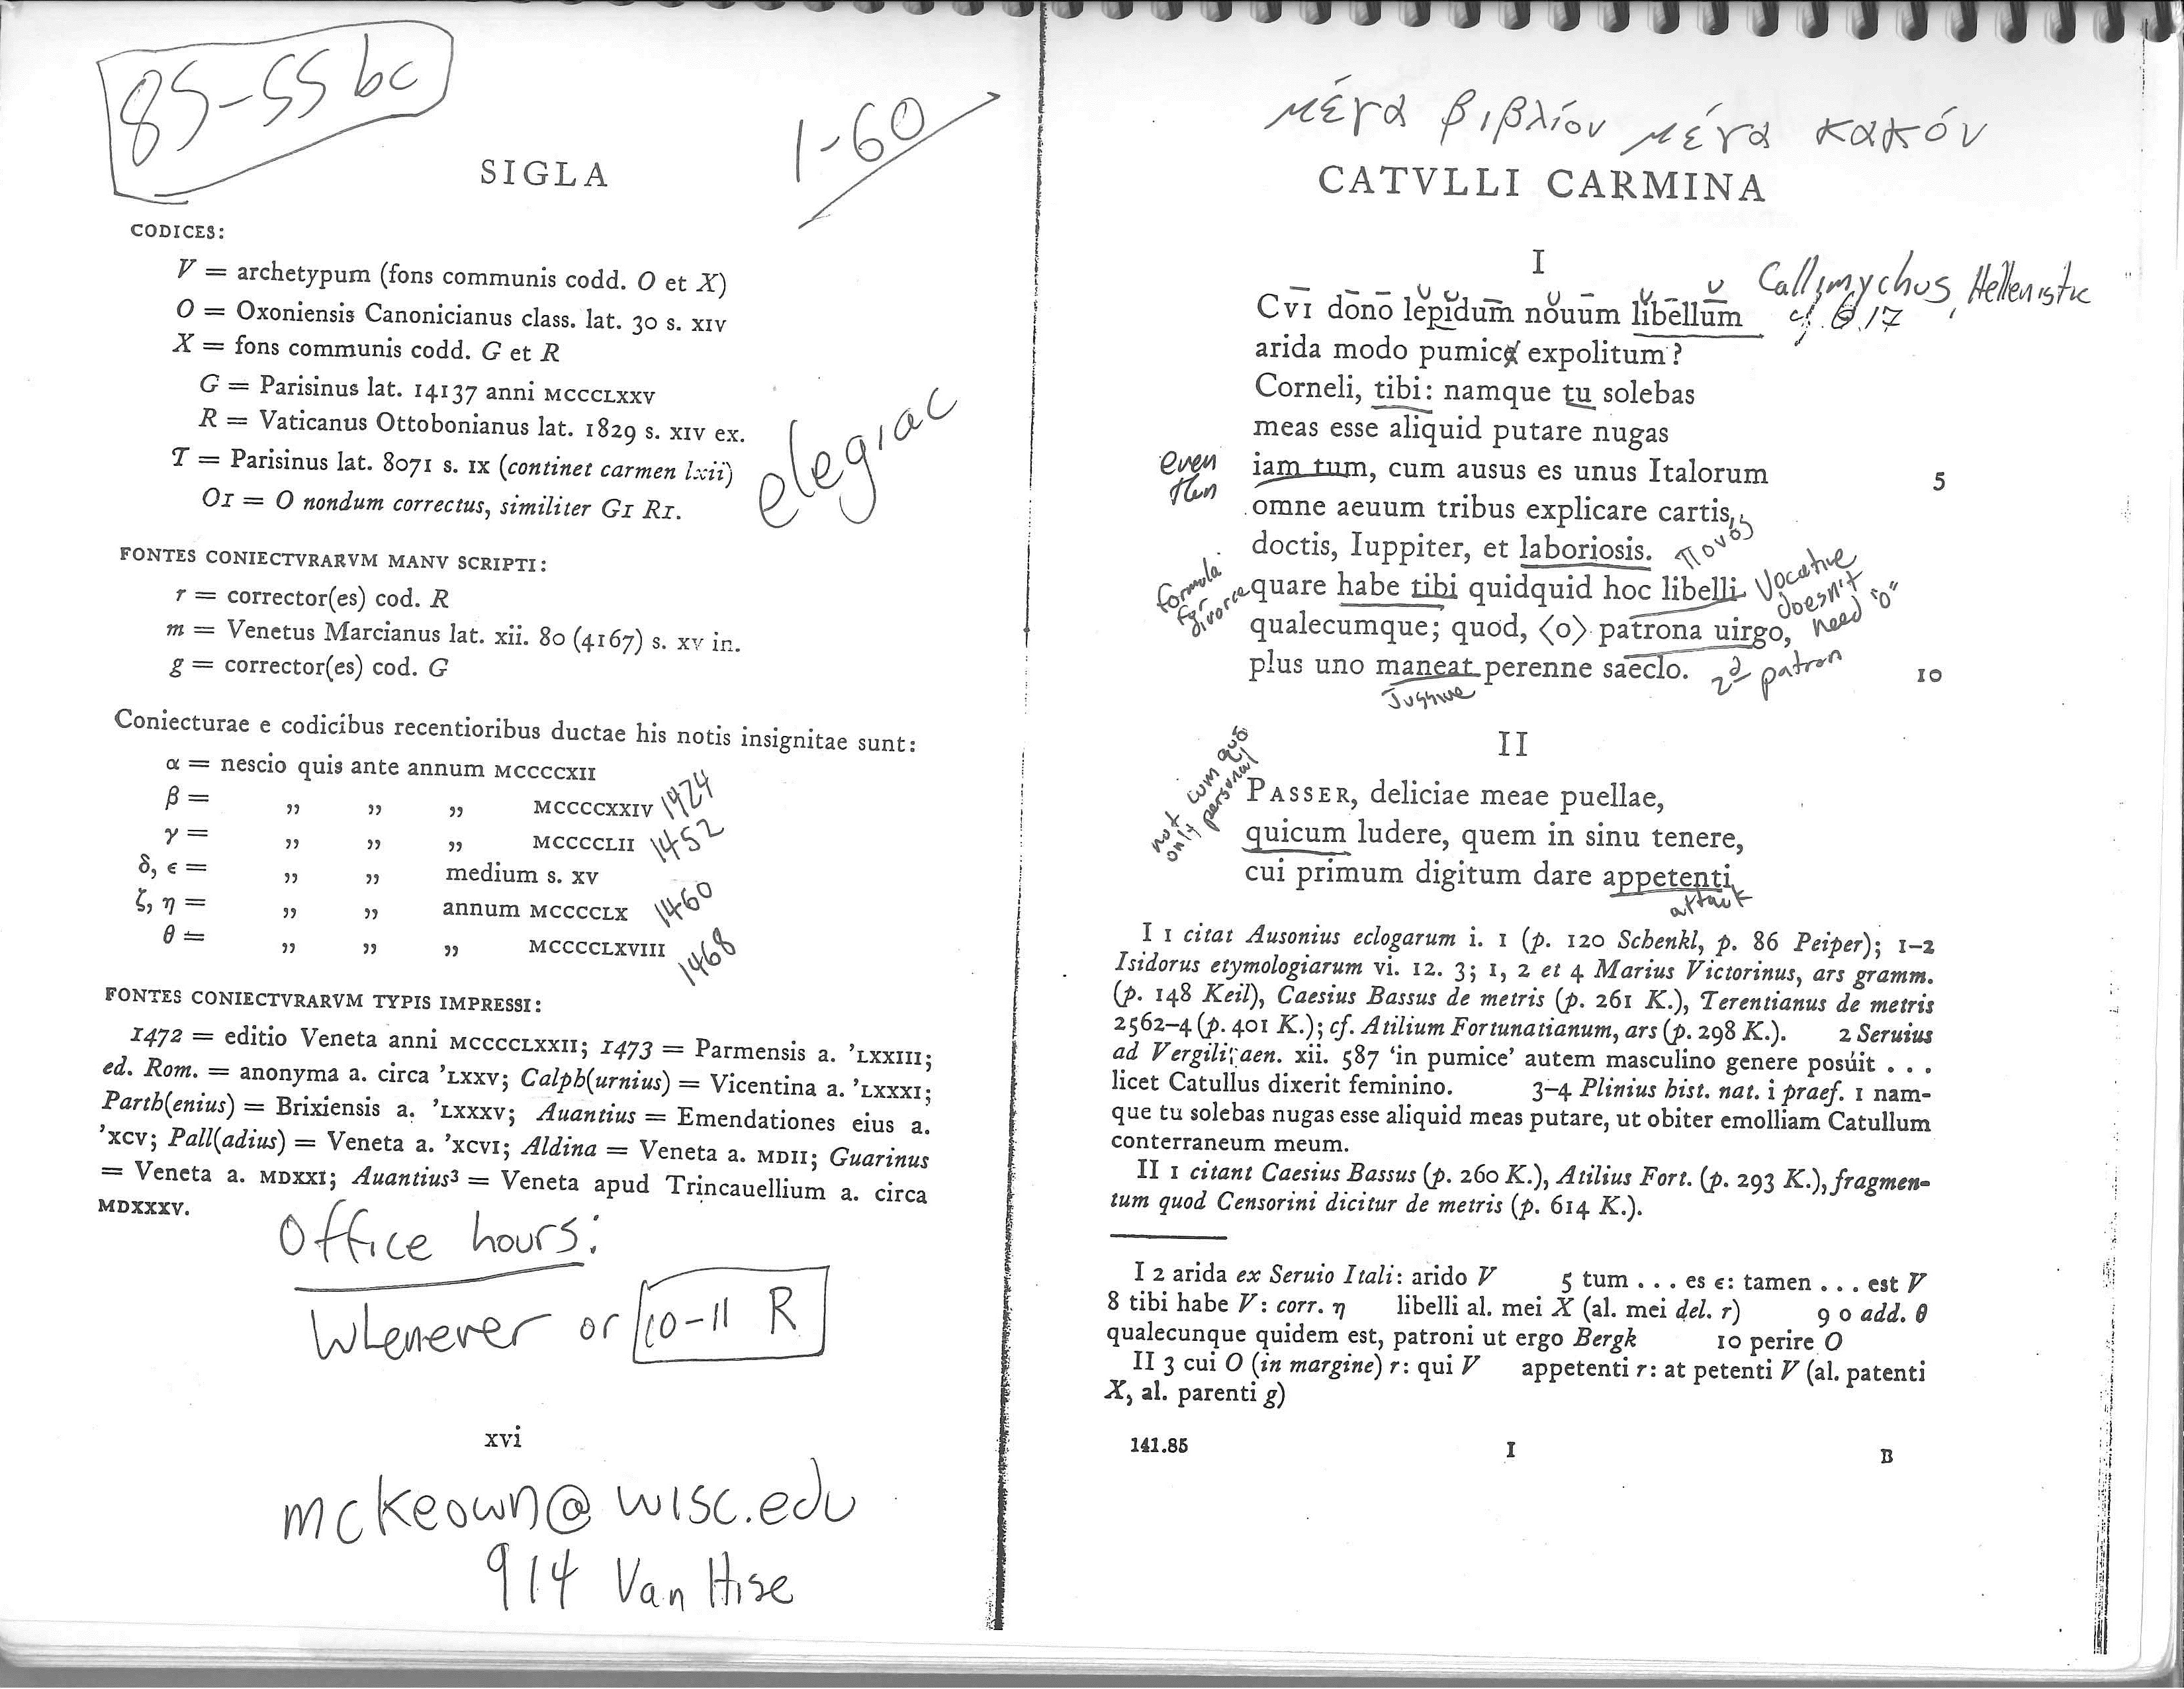 85-55 bc
1-60
SIGLA
CODICES:
V = archetypum (fons communis codd. O et X)
O = Oxoniensis Canonicianus class. lat. 30 s. XIV
X = fons communis codd. G et R
G = Parisinus lat. 14137 anni MCCCLXXV
R = Vaticanus Ottobonianus lat. 1829 s. XIV ex.
T = Parisinus lat. 8071 s. IX (continet carmen lxii)
O1 = O nondum correctus, similiter G1 R1.
elegiac
FONTES CONIECTVRARVM MANV SCRIPTI:
r = corrector(es) cod. R
m = Venetus Marcianus lat. xii. 80 (4167) s. XV in.
g = corrector(es) cod. G
Coniecturae e codicibus recentioribus ductae his notis insignitae sunt:
α = nescio quis ante annum MCCCCXII
β = ,, ,, ,, MCCCCXXIV 1424
γ = ,, ,, ,, MCCCCLII 1452
δ, ε = ,, ,, medium s. XV
ζ, η = ,, ,, annum MCCCCLX 1460
θ = ,, ,, ,, MCCCCLXVIII 1468
FONTES CONIECTVRARVM TYPIS IMPRESSI:
1472 = editio Veneta anni MCCCCLXXII; 1473 = Parmensis a. 'LXXIII;
ed. Rom. = anonyma a. circa 'LXXV; Calph(urnius) = Vicentina a. 'LXXXI;
Parth(enius) = Brixiensis a. 'LXXXV; Auantius = Emendationes eius a.
'XCV; Pall(adius) = Veneta a. 'XCVI; Aldina = Veneta a. MDII; Guarinus
= Veneta a. MDXXI; Auantius³ = Veneta apud Trincauellium a. circa
MDXXXV.
Office hours:
Whenever or 10-11 R
xvi
mckeown@wisc.edu
914 Van Hise
μέγα βιβλίον μέγα κακόν
CATVLLI CARMINA
I
Callimychus, Hellenistic
Cvi dono lepidum nouum libellum
cf. 6.17
arida modo pumice expolitum?
Corneli, tibi: namque tu solebas
meas esse aliquid putare nugas
even then
iam tum, cum ausus es unus Italorum 5
omne aeuum tribus explicare cartis,
doctis, Iuppiter, et laboriosis. πονος
formula for divorce
quare habe tibi quidquid hoc libelli
Vocative doesn't need "o"
qualecumque; quod, ⟨o⟩ patrona uirgo,
plus uno maneat perenne saeclo. 10
2d patron
Jussive
II
not cum quo
only personal
PASSER, deliciae meae puellae,
quicum ludere, quem in sinu tenere,
cui primum digitum dare appetenti
attack
I 1 citat Ausonius eclogarum i. 1 (p. 120 Schenkl, p. 86 Peiper); 1-2
Isidorus etymologiarum vi. 12. 3; 1, 2 et 4 Marius Victorinus, ars gramm.
(p. 148 Keil), Caesius Bassus de metris (p. 261 K.), Terentianus de metris
2562-4 (p. 401 K.); cf. Atilium Fortunatianum, ars (p. 298 K.). 2 Seruius
ad Vergili aen. xii. 587 'in pumice' autem masculino genere posuit . . .
licet Catullus dixerit feminino. 3-4 Plinius hist. nat. i praef. 1 nam-
que tu solebas nugas esse aliquid meas putare, ut obiter emolliam Catullum
conterraneum meum.
II 1 citant Caesius Bassus (p. 260 K.), Atilius Fort. (p. 293 K.), fragmen-
tum quod Censorini dicitur de metris (p. 614 K.).
I 2 arida ex Seruio Itali: arido V 5 tum . . . es ε: tamen . . . est V
8 tibi habe V: corr. η libelli al. mei X (al. mei del. r) 9 o add. θ
qualecunque quidem est, patroni ut ergo Bergk 10 perire O
II 3 cui O (in margine) r: qui V appetenti r: at petenti V (al. patenti
X, al. parenti g)
141.85 I B